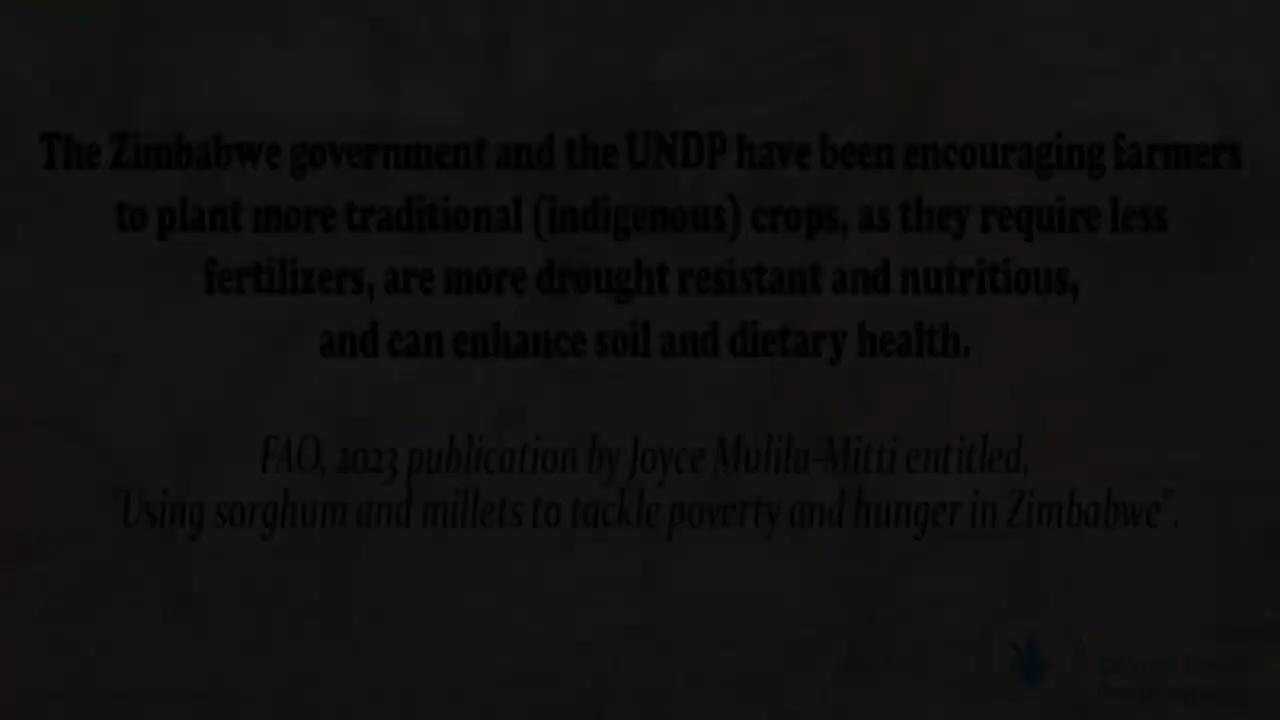 The Zimbabwe government and the UNDP have been encouraging farmers
to plant more traditional (indigenous) crops, as they require less
fertilizers, are more drought resistant and nutritious,
and can enhance soil and dietary health.
FAO, 2023 publication by Joyce Mulila-Mitti entitled,
"Using sorghum and millets to tackle poverty and hunger in Zimbabwe".